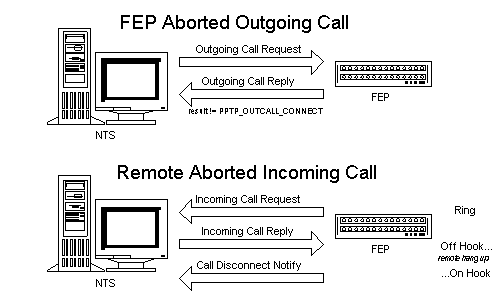 FEP Aborted Outgoing Call
Outgoing Call Request
Outgoing Call Reply
result != PPTP_OUTCALL_CONNECT
FEP
NTS
Remote Aborted Incoming Call
Incoming Call Request
Ring
Incoming Call Reply
FEP
Off Hook...
remote hang up
Call Disconnect Notify
...On Hook
NTS